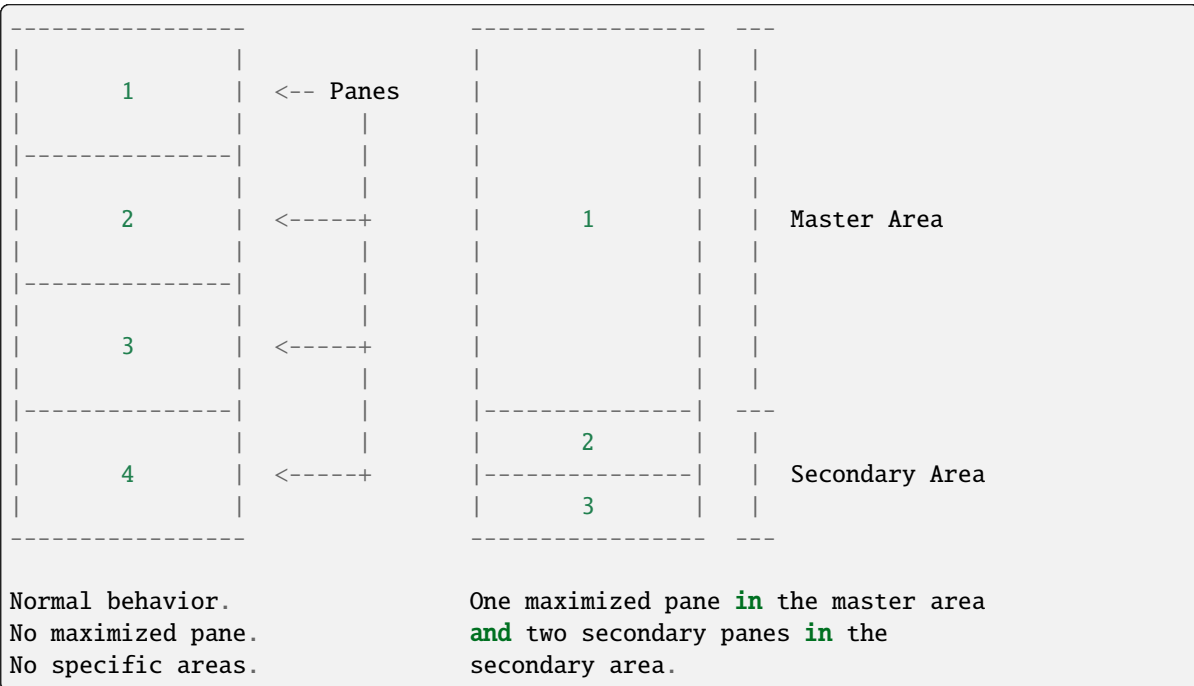 -----------------               -----------------  ---
|               |               |               |  |
|       1       |  <-- Panes    |               |  |
|               |        |      |               |  |
|---------------|        |      |               |  |
|               |        |      |               |  |
|       2       |  <-----+      |       1       |  |  Master Area
|               |        |      |               |  |
|---------------|        |      |               |  |
|               |        |      |               |  |
|       3       |  <-----+      |               |  |
|               |        |      |               |  |
|---------------|        |      |---------------|  ---
|               |        |      |       2       |  |
|       4       |  <-----+      |---------------|  |  Secondary Area
|               |               |       3       |  |
-----------------               -----------------  ---
Normal behavior.                One maximized pane in the master area
No maximized pane.              and two secondary panes in the
No specific areas.              secondary area.